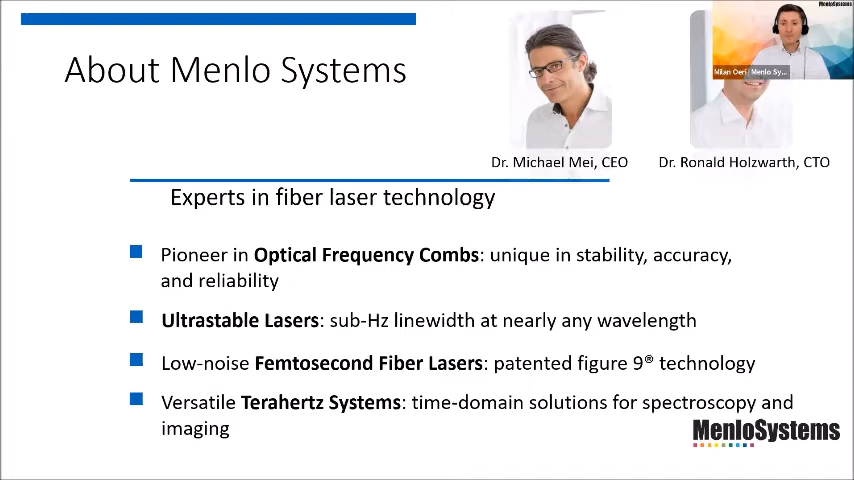 MenloSystems
About Menlo Systems
Milan Oeri | Menlo Sy...
Dr. Michael Mei, CEO
Dr. Ronald Holzwarth, CTO
Experts in fiber laser technology
Pioneer in Optical Frequency Combs: unique in stability, accuracy,
and reliability
Ultrastable Lasers: sub-Hz linewidth at nearly any wavelength
Low-noise Femtosecond Fiber Lasers: patented figure 9® technology
Versatile Terahertz Systems: time-domain solutions for spectroscopy and
imaging
MenloSystems